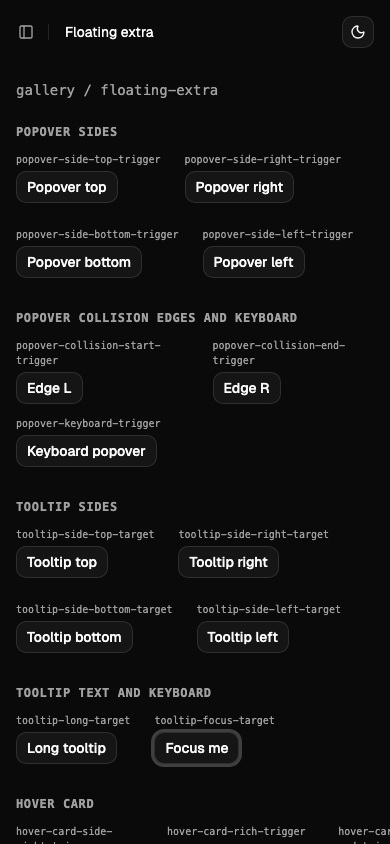 Floating extra
gallery / floating-extra
POPOVER SIDES
popover-side-top-trigger popover-side-right-trigger
Popover top Popover right
popover-side-bottom-trigger popover-side-left-trigger
Popover bottom Popover left
POPOVER COLLISION EDGES AND KEYBOARD
popover-collision-start-trigger popover-collision-end-trigger
Edge L Edge R
popover-keyboard-trigger
Keyboard popover
TOOLTIP SIDES
tooltip-side-top-target tooltip-side-right-target
Tooltip top Tooltip right
tooltip-side-bottom-target tooltip-side-left-target
Tooltip bottom Tooltip left
TOOLTIP TEXT AND KEYBOARD
tooltip-long-target tooltip-focus-target
Long tooltip Focus me
HOVER CARD
hover-card-side- hover-card-rich-trigger hover-car